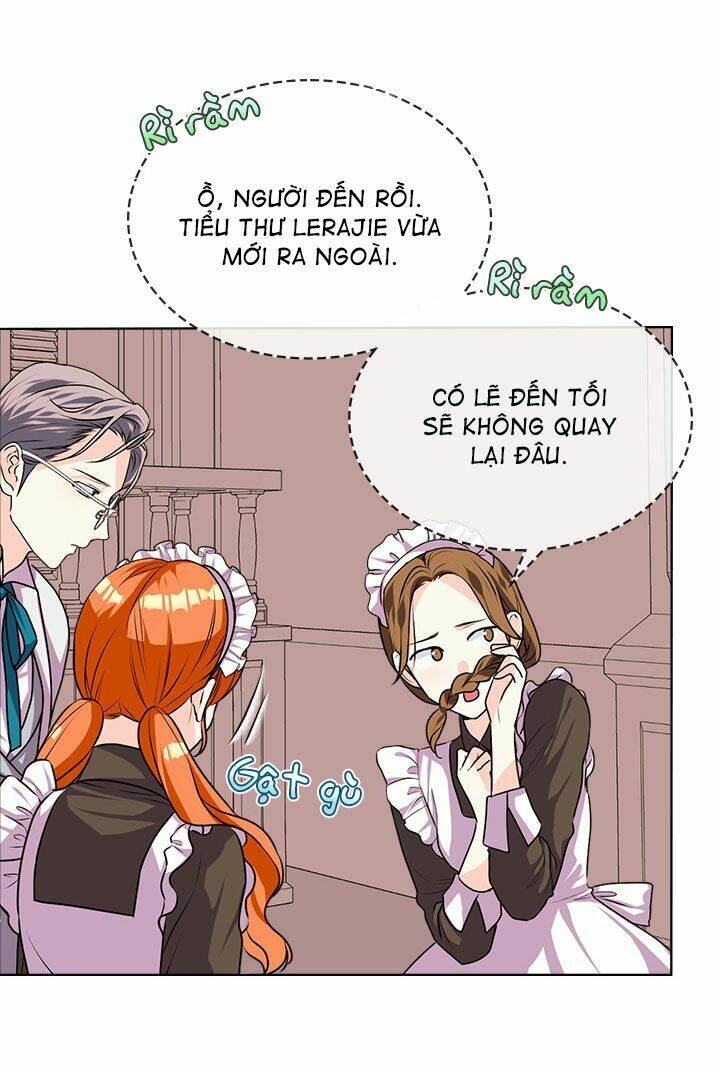 Rì rầm
Ồ, NGƯỜI ĐẾN RỒI.
TIỂU THƯ LERAJIE VỪA
MỚI RA NGOÀI.
Rì rầm
CÓ LẼ ĐẾN TỐI
SẼ KHÔNG QUAY
LẠI ĐÂU.
Gật gù